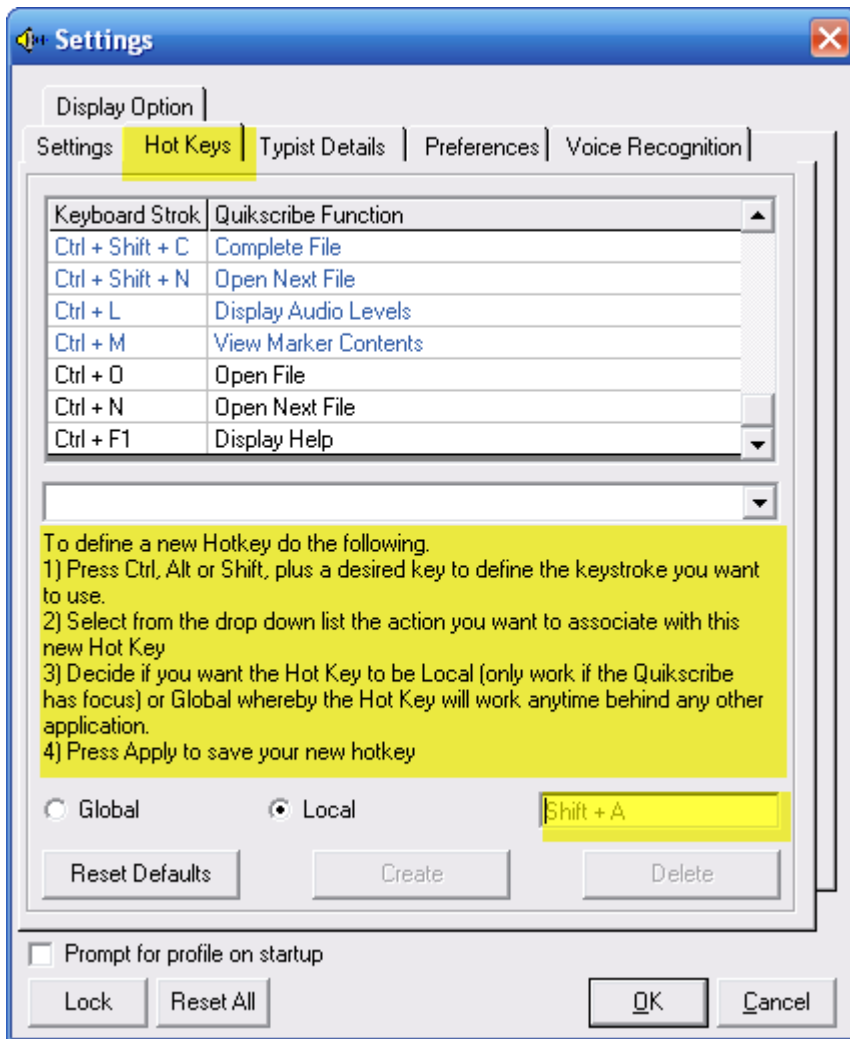 Settings
Display Option
Settings Hot Keys Typist Details Preferences Voice Recognition
Keyboard Strok Quikscribe Function
Ctrl + Shift + C Complete File
Ctrl + Shift + N Open Next File
Ctrl + L Display Audio Levels
Ctrl + M View Marker Contents
Ctrl + O Open File
Ctrl + N Open Next File
Ctrl + F1 Display Help
To define a new Hotkey do the following.
1) Press Ctrl, Alt or Shift, plus a desired key to define the keystroke you want
to use.
2) Select from the drop down list the action you want to associate with this
new Hot Key
3) Decide if you want the Hot Key to be Local (only work if the Quikscribe
has focus) or Global whereby the Hot Key will work anytime behind any other
application.
4) Press Apply to save your new hotkey
Global Local Shift + A
Reset Defaults Create Delete
Prompt for profile on startup
Lock Reset All OK Cancel